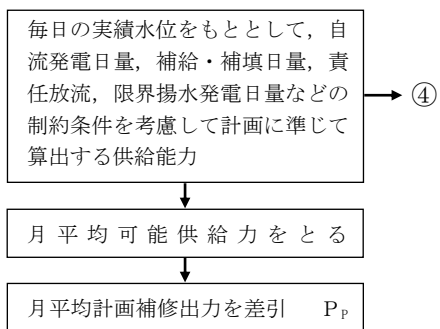 毎日の実績水位をもととして，自
流発電日量，補給・補填日量，責
任放流，限界揚水発電日量などの
制約条件を考慮して計画に準じて
算出する供給能力
④
月平均可能供給力をとる
月平均計画補修出力を差引　Ｐ_P